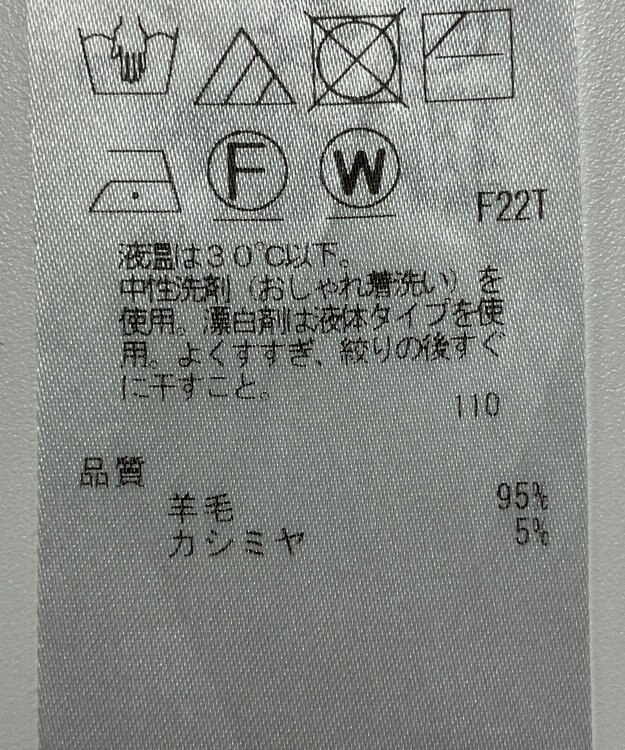 F
W
F22T
液温は30℃以下。
中性洗剤（おしゃれ着洗い）を
使用。漂白剤は液体タイプを使
用。よくすすぎ、絞りの後すぐ
に干すこと。
110
品質
羊毛 95%
カシミヤ 5%